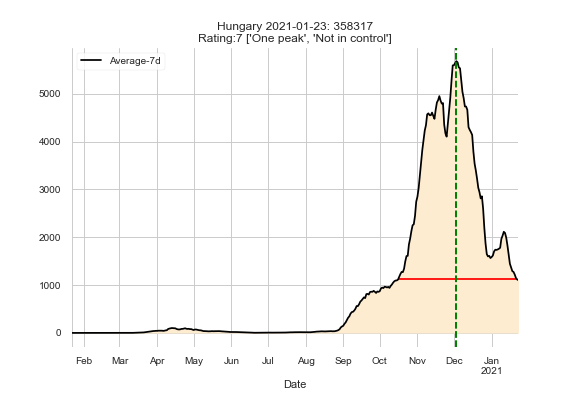 Hungary 2021-01-23: 358317
Rating:7 ['One peak', 'Not in control']
Average-7d
5000
4000
3000
2000
1000
0
Feb Mar Apr May Jun Jul Aug Sep Oct Nov Dec Jan
2021
Date